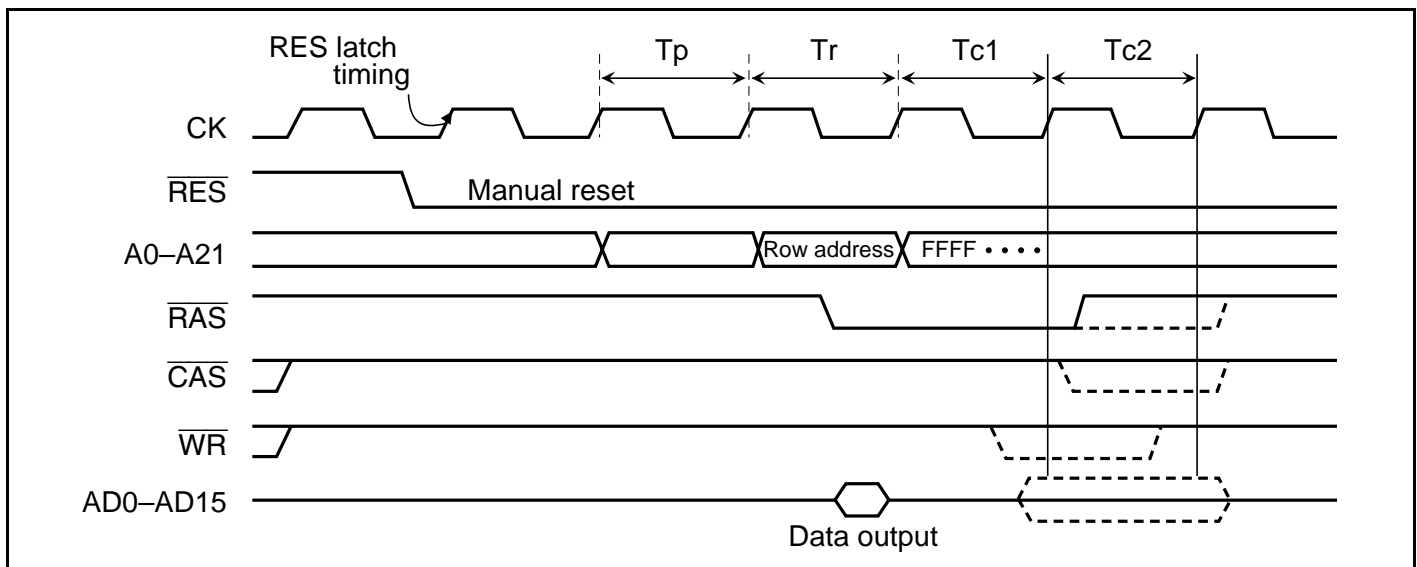 RES latch
timing
Tp
Tr
Tc1
Tc2
CK
RES
Manual reset
A0–A21
Row address
FFFF • • • •
RAS
CAS
WR
AD0–AD15
Data output